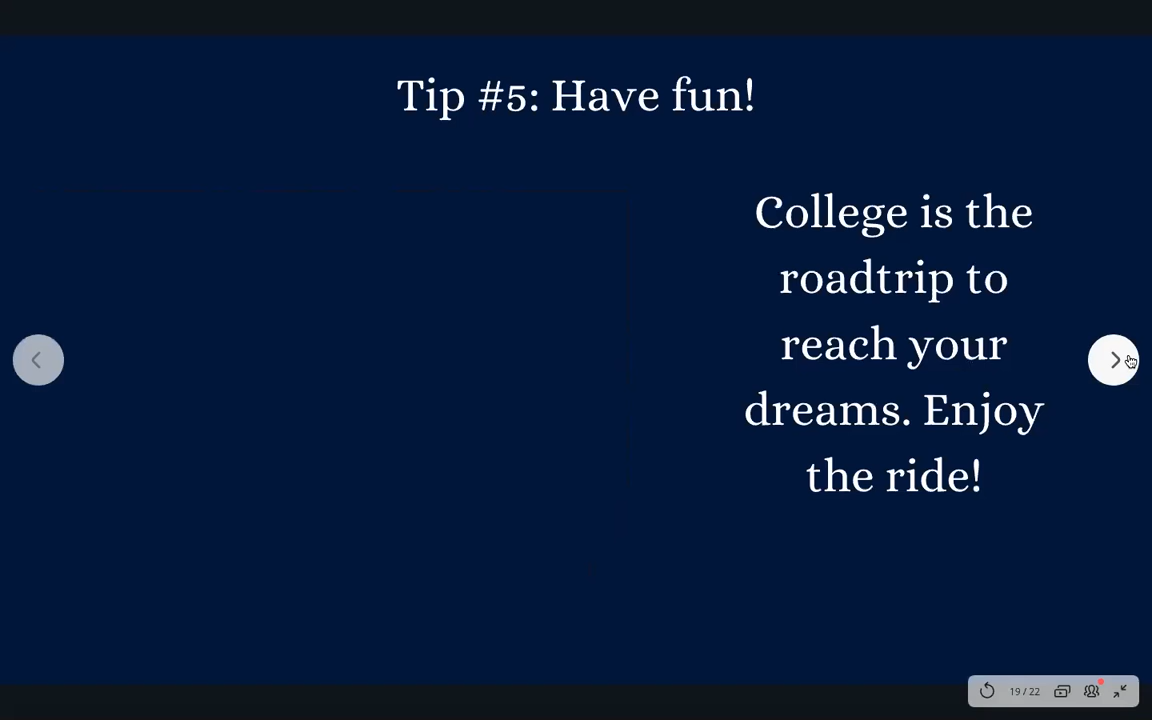 Tip #5: Have fun!
College is the
roadtrip to
reach your
dreams. Enjoy
the ride!
19 / 22